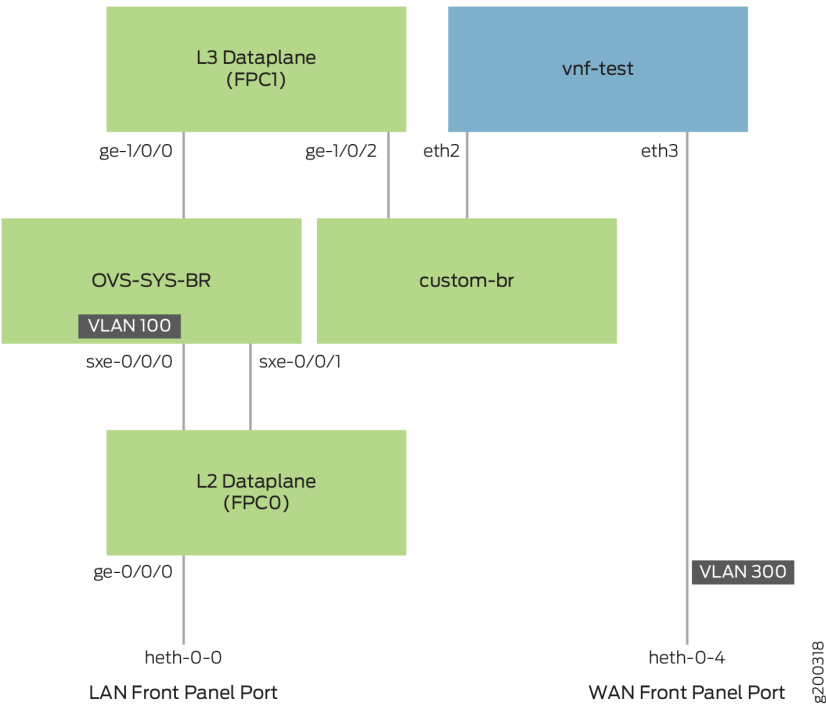 L3 Dataplane
(FPC1)
vnf-test
ge-1/0/0
ge-1/0/2
eth2
eth3
OVS-SYS-BR
custom-br
VLAN 100
sxe-0/0/0
sxe-0/0/1
L2 Dataplane
(FPC0)
ge-0/0/0
VLAN 300
heth-0-0
heth-0-4
LAN Front Panel Port
WAN Front Panel Port
g200318